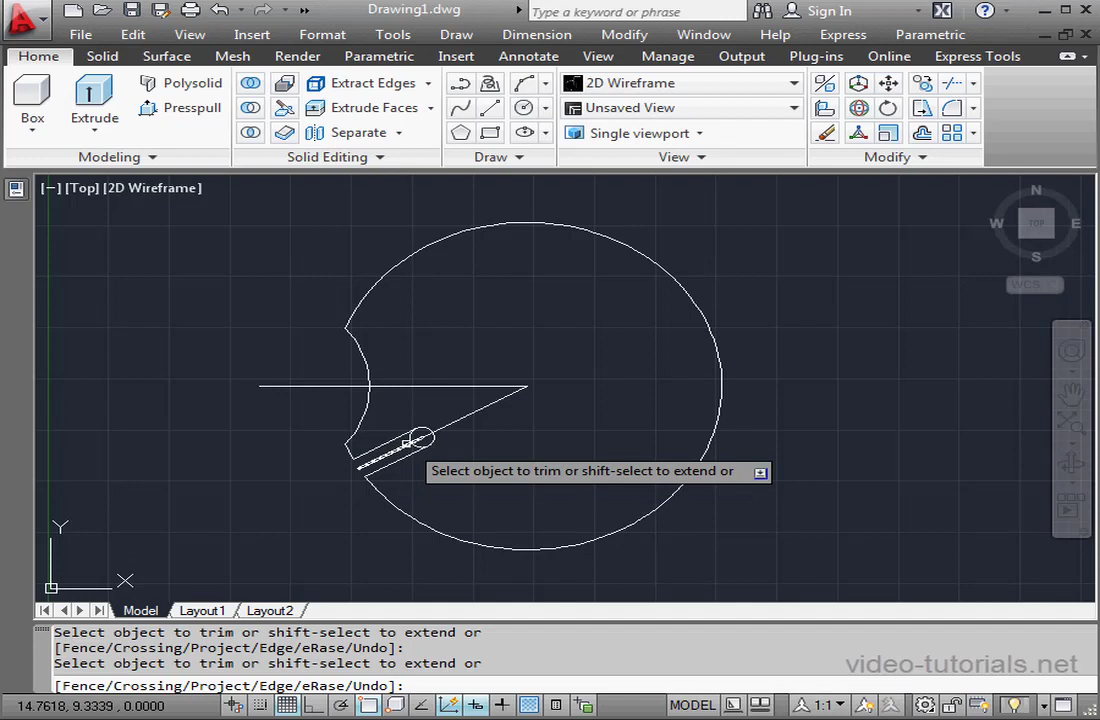 Drawing1.dwg
Type a keyword or phrase
Sign In
File Edit View Insert Format Tools Draw Dimension Modify Window Help Express Parametric
Home Solid Surface Mesh Render Parametric Insert Annotate View Manage Output Plug-ins Online Express Tools
Polysolid Extract Edges 2D Wireframe
Box Extrude Presspull Extrude Faces Unsaved View
Separate Single viewport
Modeling Solid Editing Draw View Modify
[−] [Top] [2D Wireframe]
N
W TOP E
S
WCS
Select object to trim or shift-select to extend or
Y
X
Model Layout1 Layout2
Select object to trim or shift-select to extend or
[Fence/Crossing/Project/Edge/eRase/Undo]:
Select object to trim or shift-select to extend or
[Fence/Crossing/Project/Edge/eRase/Undo]:
video-tutorials.net
14.7618, 9.3339, 0.0000 MODEL 1:1